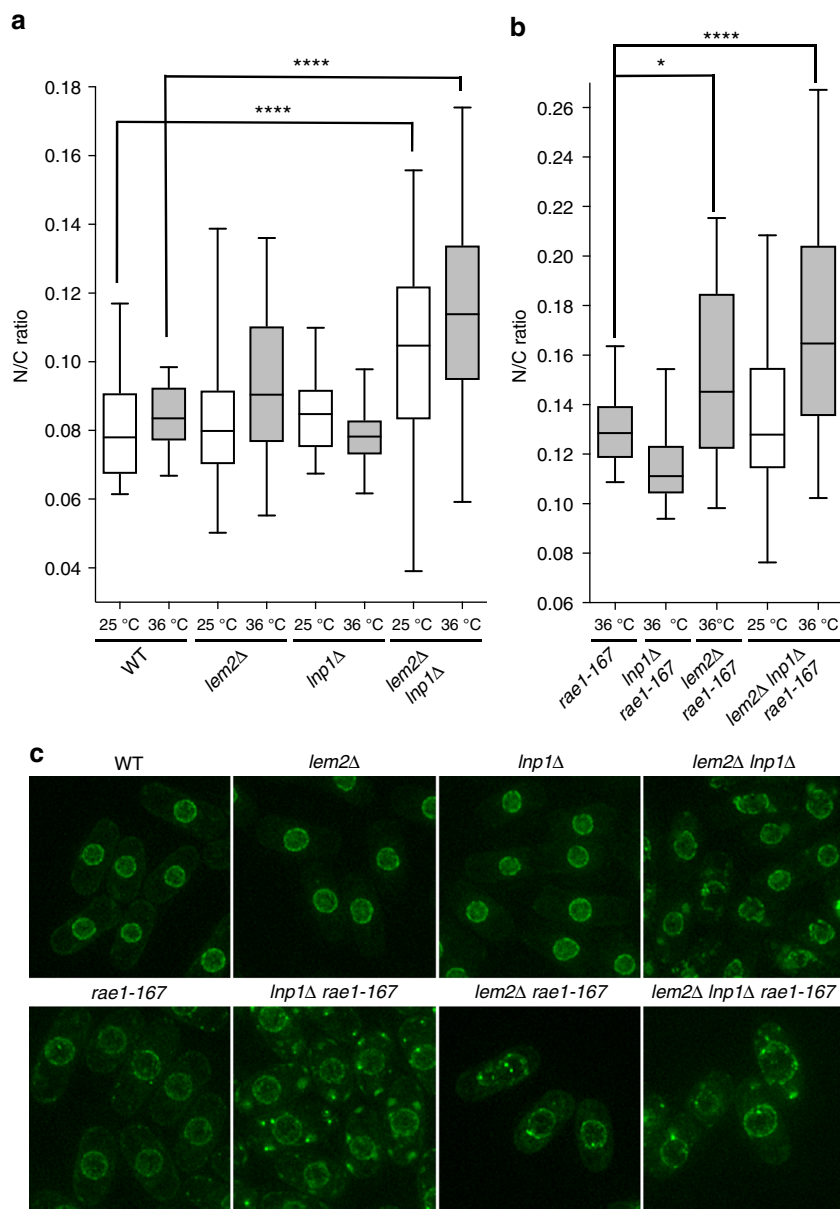 a
****
****
0.18
0.16
0.14
0.12
0.10
0.08
0.06
0.04
N/C ratio
25 °C 36 °C 25 °C 36 °C 25 °C 36 °C 25 °C 36 °C
WT
lem2Δ
lnp1Δ
lem2Δ
lnp1Δ
b
****
*
0.26
0.24
0.22
0.20
0.18
0.16
0.14
0.12
0.10
0.08
0.06
N/C ratio
36 °C 36 °C 36 °C 25 °C 36 °C
rae1-167
lnp1Δ
rae1-167
lem2Δ
rae1-167
lem2Δ lnp1Δ
rae1-167
c
WT lem2Δ lnp1Δ lem2Δ lnp1Δ
rae1-167 lnp1Δ rae1-167 lem2Δ rae1-167 lem2Δ lnp1Δ rae1-167